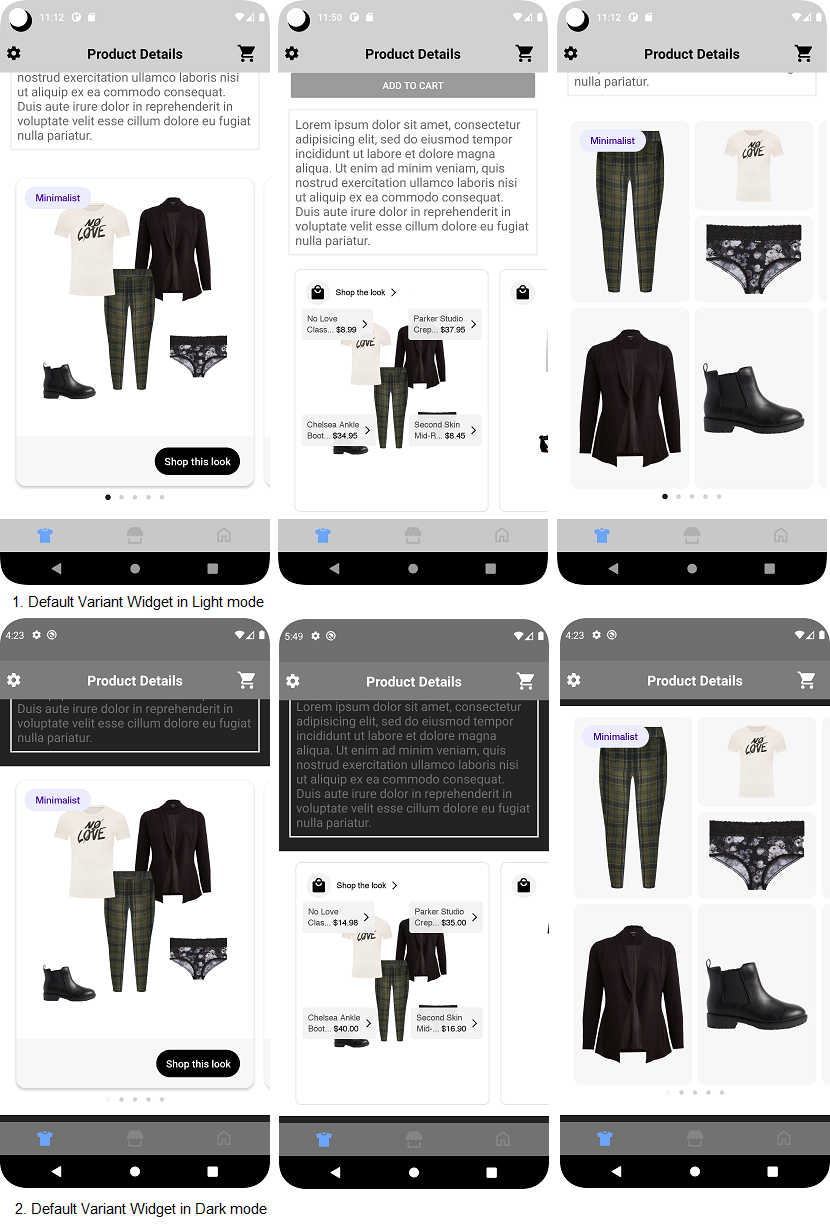 11:12
Product Details
nostrud exercitation ullamco laboris nisi
ut aliquip ex ea commodo consequat.
Duis aute irure dolor in reprehenderit in
voluptate velit esse cillum dolore eu fugiat
nulla pariatur.
Minimalist
NO
LOVE
Shop this look
11:50
Product Details
ADD TO CART
Lorem ipsum dolor sit amet, consectetur
adipisicing elit, sed do eiusmod tempor
incididunt ut labore et dolore magna
aliqua. Ut enim ad minim veniam, quis
nostrud exercitation ullamco laboris nisi
ut aliquip ex ea commodo consequat.
Duis aute irure dolor in reprehenderit in
voluptate velit esse cillum dolore eu fugiat
nulla pariatur.
Shop the look
No Love
Class... $8.99
Parker Studio
Crep... $37.95
LOVE
Chelsea Ankle
Boot... $34.95
Second Skin
Mid-R... $8.45
11:12
Product Details
nulla pariatur.
Minimalist
NO
LOVE
1. Default Variant Widget in Light mode
4:23
Product Details
Duis aute irure dolor in reprehenderit in
voluptate velit esse cillum dolore eu fugiat
nulla pariatur.
Minimalist
NO
LOVE
Shop this look
5:49
Product Details
Lorem ipsum dolor sit amet, consectetur
adipisicing elit, sed do eiusmod tempor
incididunt ut labore et dolore magna
aliqua. Ut enim ad minim veniam, quis
nostrud exercitation ullamco laboris nisi
ut aliquip ex ea commodo consequat.
Duis aute irure dolor in reprehenderit in
voluptate velit esse cillum dolore eu fugiat
nulla pariatur.
Shop the look
No Love
Clas... $14.98
Parker Studio
Crep... $35.00
LOVE
Chelsea Ankle
Boot... $40.00
Second Skin
Mid-... $16.90
4:23
Product Details
Minimalist
NO
LOVE
2. Default Variant Widget in Dark mode